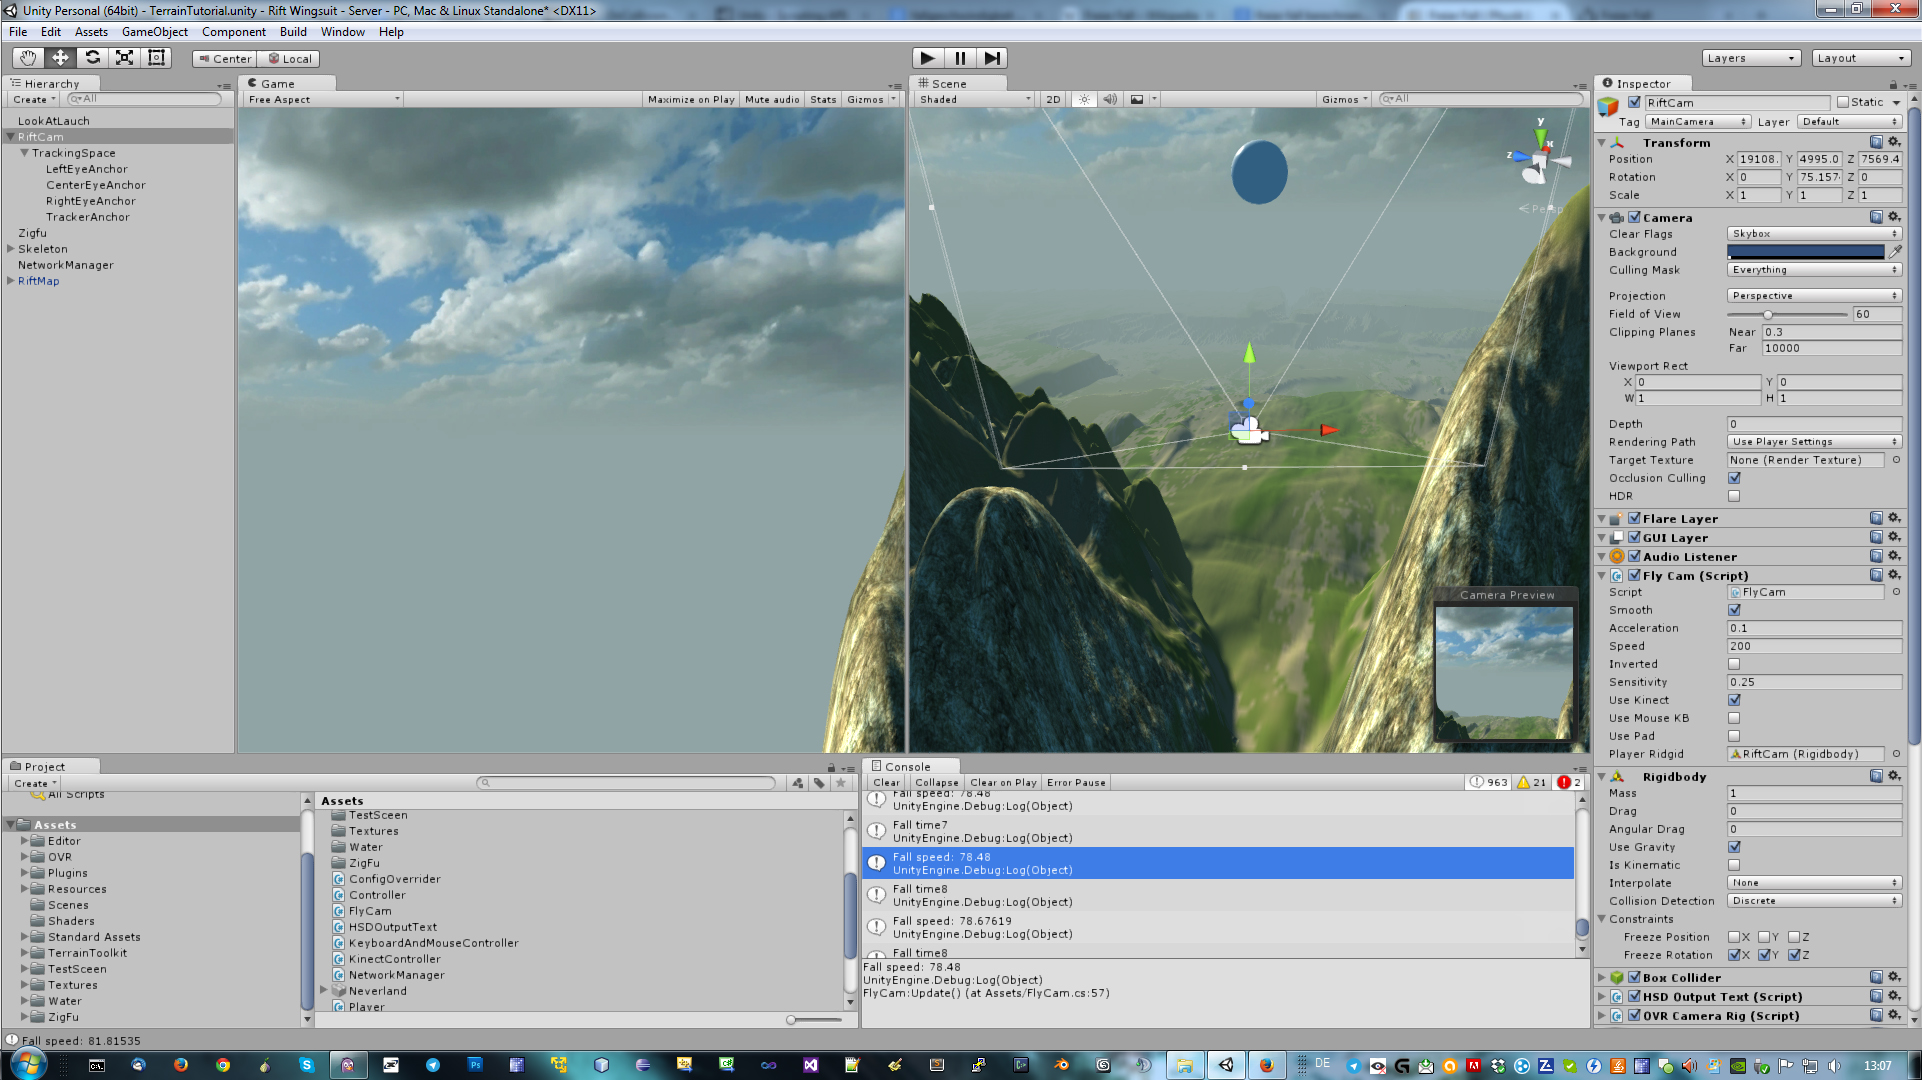 Unity Personal (64bit) - TerrainTutorial.unity - Rift Wingsuit - Server - PC, Mac & Linux Standalone* <DX11>
File Edit Assets GameObject Component Build Window Help
Center Local Layers Layout
Hierarchy
Create All
LookAtLauch
RiftCam
TrackingSpace
LeftEyeAnchor
CenterEyeAnchor
RightEyeAnchor
TrackerAnchor
Zigfu
Skeleton
NetworkManager
RiftMap
Game
Free Aspect Maximize on Play Mute audio Stats Gizmos
Scene
Shaded 2D Gizmos All
y
z
x
Persp
Camera Preview
Inspector
RiftCam Static
Tag MainCamera Layer Default
Transform
Position X 19108. Y 4995.0 Z 7569.4
Rotation X 0 Y 75.157 Z 0
Scale X 1 Y 1 Z 1
Camera
Clear Flags Skybox
Background
Culling Mask Everything
Projection Perspective
Field of View 60
Clipping Planes Near 0.3
Far 10000
Viewport Rect
X 0 Y 0
W 1 H 1
Depth 0
Rendering Path Use Player Settings
Target Texture None (Render Texture)
Occlusion Culling
HDR
Flare Layer
GUI Layer
Audio Listener
Fly Cam (Script)
Script FlyCam
Smooth
Acceleration 0.1
Speed 200
Inverted
Sensitivity 0.25
Use Kinect
Use Mouse KB
Use Pad
Player Ridgid RiftCam (Rigidbody)
Rigidbody
Mass 1
Drag 0
Angular Drag 0
Use Gravity
Is Kinematic
Interpolate None
Collision Detection Discrete
Constraints
Freeze Position X Y Z
Freeze Rotation X Y Z
Box Collider
HSD Output Text (Script)
OVR Camera Rig (Script)
Project
Create
All Scripts
Assets
Editor
OVR
Plugins
Resources
Scenes
Shaders
Standard Assets
TerrainToolkit
TestSceen
Textures
Water
ZigFu
Assets
TestSceen
Textures
Water
ZigFu
ConfigOverrider
Controller
FlyCam
HSDOutputText
KeyboardAndMouseController
KinectController
NetworkManager
Neverland
Player
Console
Clear Collapse Clear on Play Error Pause 963 21 2
Fall speed: 78.48
UnityEngine.Debug:Log(Object)
Fall time7
UnityEngine.Debug:Log(Object)
Fall speed: 78.48
UnityEngine.Debug:Log(Object)
Fall time8
UnityEngine.Debug:Log(Object)
Fall speed: 78.67619
UnityEngine.Debug:Log(Object)
Fall time8
Fall speed: 78.48
UnityEngine.Debug:Log(Object)
FlyCam:Update() (at Assets/FlyCam.cs:57)
Fall speed: 81.81535
DE 13:07